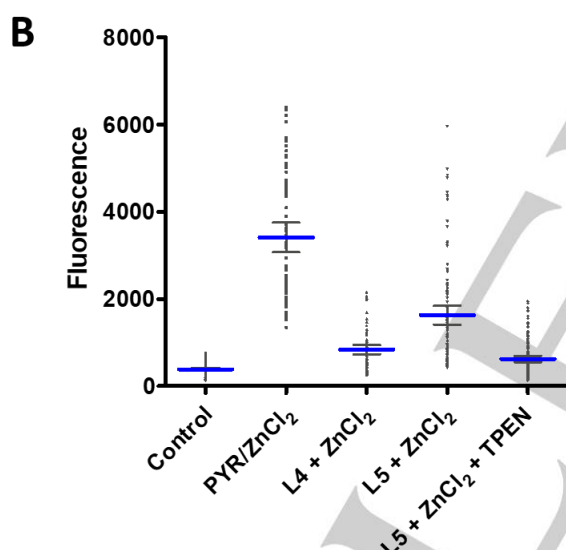 B
8000
6000
4000
2000
0
Fluorescence
Control
PYR/ZnCl₂
L4 + ZnCl₂
L5 + ZnCl₂
L5 + ZnCl₂ + TPEN